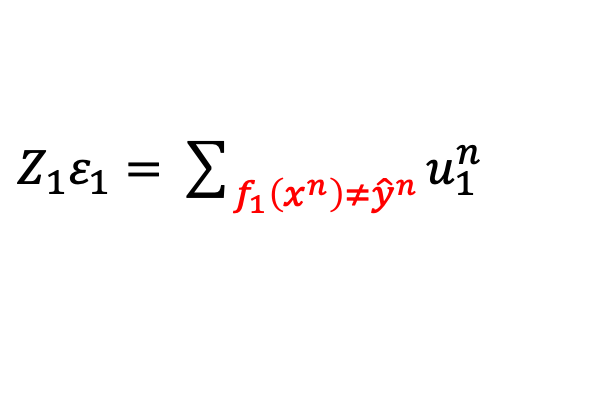 Z₁ε₁ = ∑_{f₁(xⁿ)≠ŷⁿ} u₁ⁿ